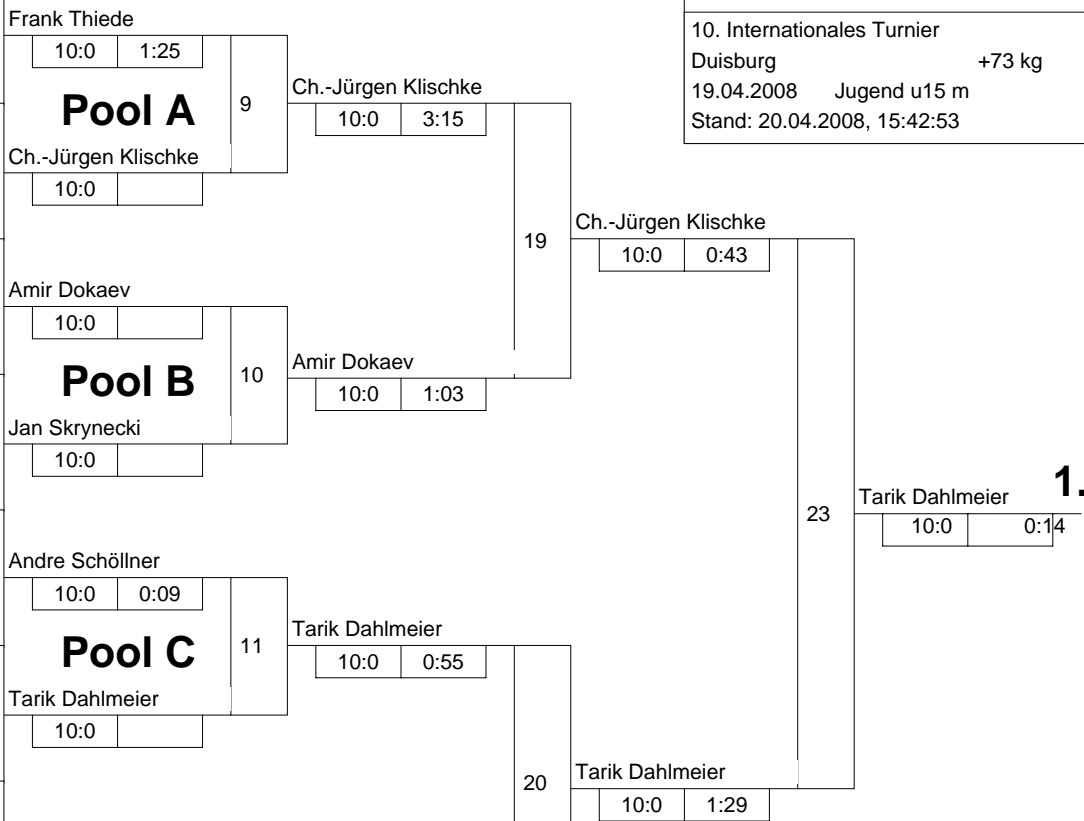 Frank Thiede
10:0 1:25
Pool A
9
Ch.-Jürgen Klischke
10:0
Ch.-Jürgen Klischke
10:0 3:15
10. Internationales Turnier
Duisburg +73 kg
19.04.2008 Jugend u15 m
Stand: 20.04.2008, 15:42:53
19
Ch.-Jürgen Klischke
10:0 0:43
Amir Dokaev
10:0
Pool B
10
Jan Skrynecki
10:0
Amir Dokaev
10:0 1:03
23
Tarik Dahlmeier 1.
10:0 0:14
Andre Schöllner
10:0 0:09
Pool C
11
Tarik Dahlmeier
10:0
Tarik Dahlmeier
10:0 0:55
20
Tarik Dahlmeier
10:0 1:29